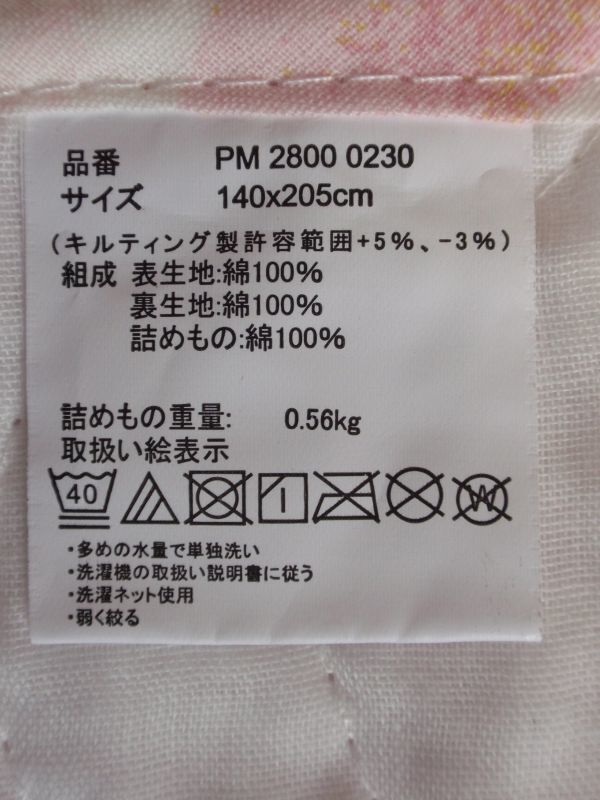 品番 PM 2800 0230
サイズ 140x205cm
(キルティング製許容範囲+5%、-3%)
組成 表生地:綿100%
裏生地:綿100%
詰めもの:綿100%
詰めもの重量: 0.56kg
取扱い絵表示
40 W
・多めの水量で単独洗い
・洗濯機の取扱い説明書に従う
・洗濯ネット使用
・弱く絞る